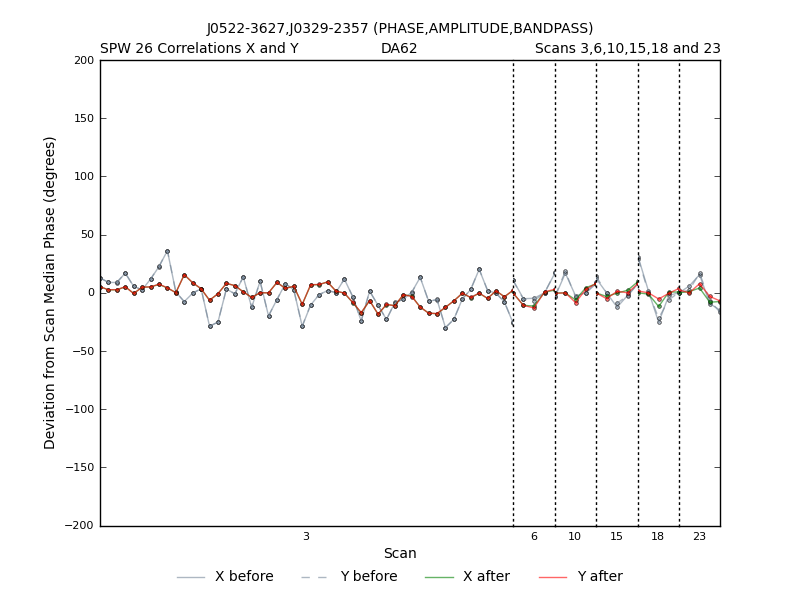 J0522-3627,J0329-2357 (PHASE,AMPLITUDE,BANDPASS)
SPW 26 Correlations X and Y DA62 Scans 3,6,10,15,18 and 23
200
150
100
50
0
−50
−100
−150
−200
Deviation from Scan Median Phase (degrees)
3 6 10 15 18 23
Scan
X before Y before X after Y after